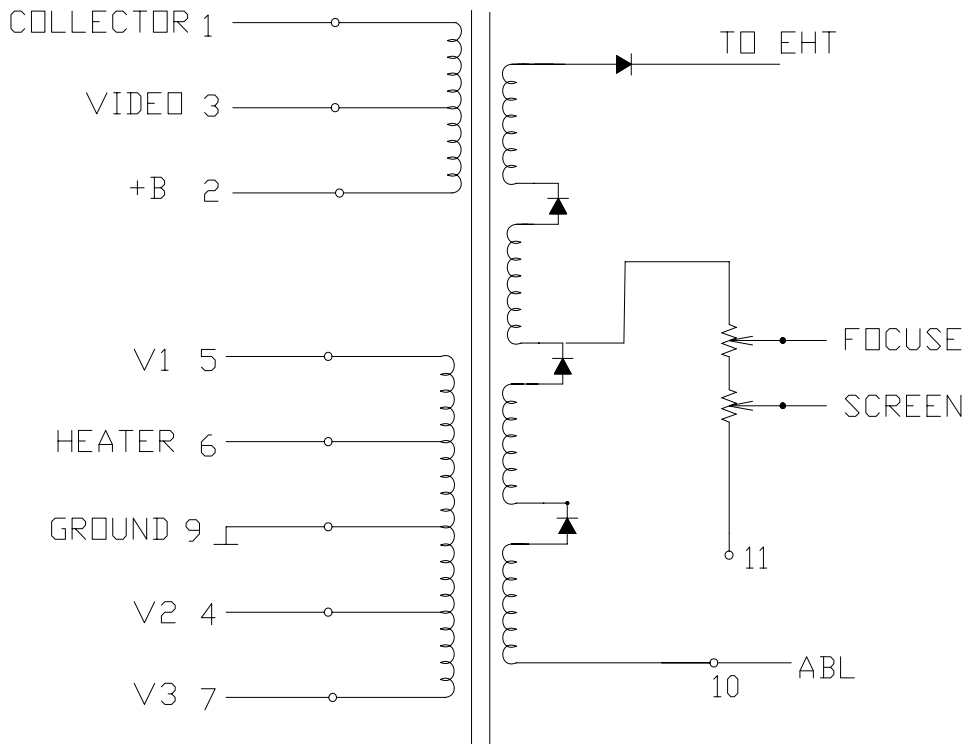 COLLECTOR 1
TO EHT
VIDEO 3
+B 2
FOCUSE
V1 5
SCREEN
HEATER 6
GROUND 9
11
V2 4
ABL
V3 7
10